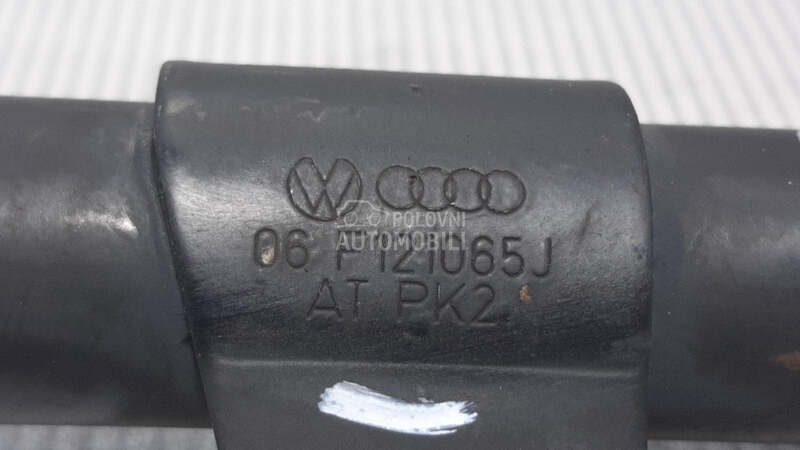 POLOVNI
AUTOMOBILI
06 F121065J
AT PK2